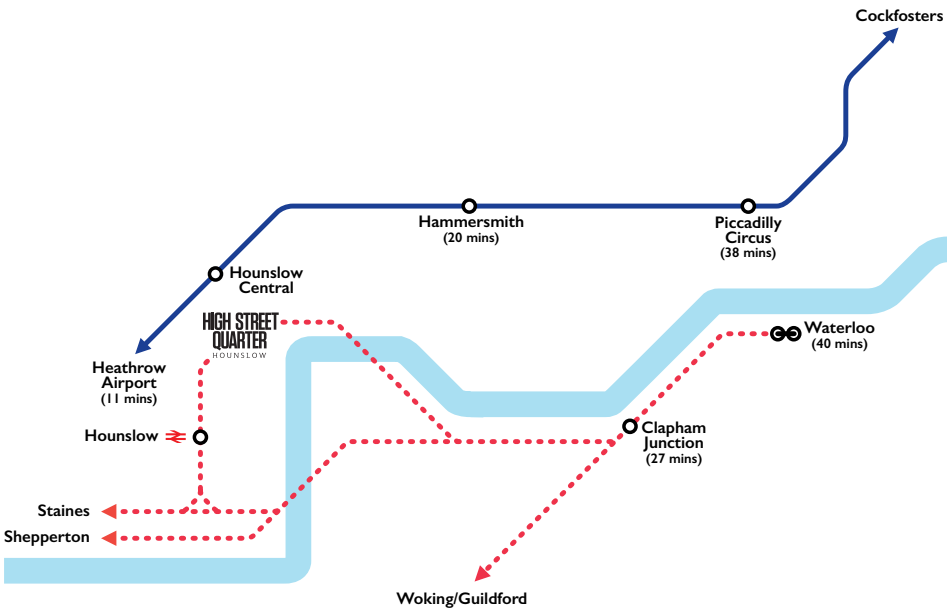 Cockfosters
Hammersmith
(20 mins)
Piccadilly
Circus
(38 mins)
Hounslow
Central
HIGH STREET
QUARTER
HOUNSLOW
Waterloo
(40 mins)
Heathrow
Airport
(11 mins)
Hounslow
Clapham
Junction
(27 mins)
Staines
Shepperton
Woking/Guildford